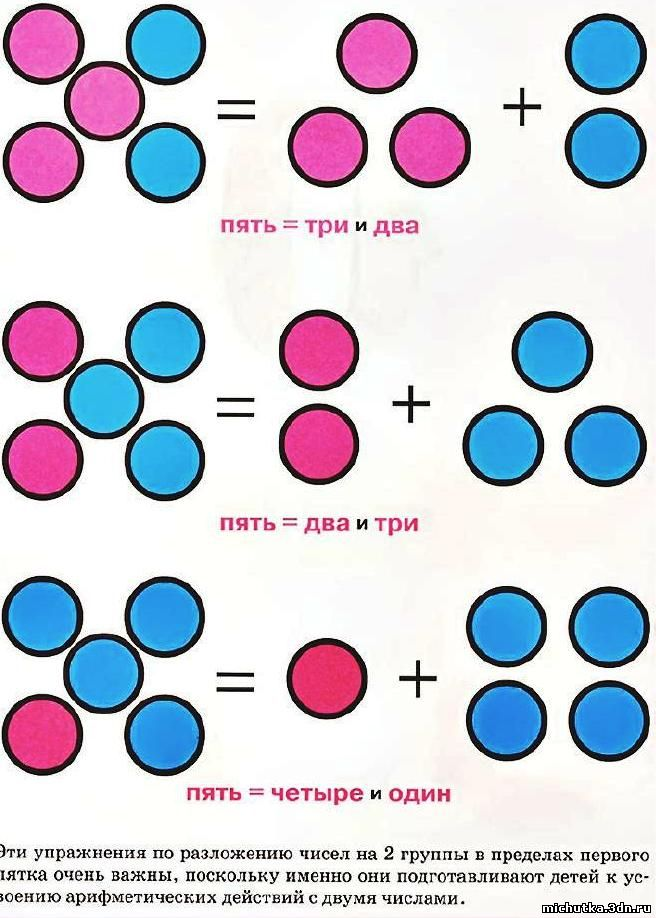 =
+
пять = три и два
=
+
пять = два и три
=
+
пять = четыре и один
Эти упражнения по разложению чисел на 2 группы в пределах первого
пятка очень важны, поскольку именно они подготавливают детей к ус-
воению арифметических действий с двумя числами.
michutka.3dn.ru